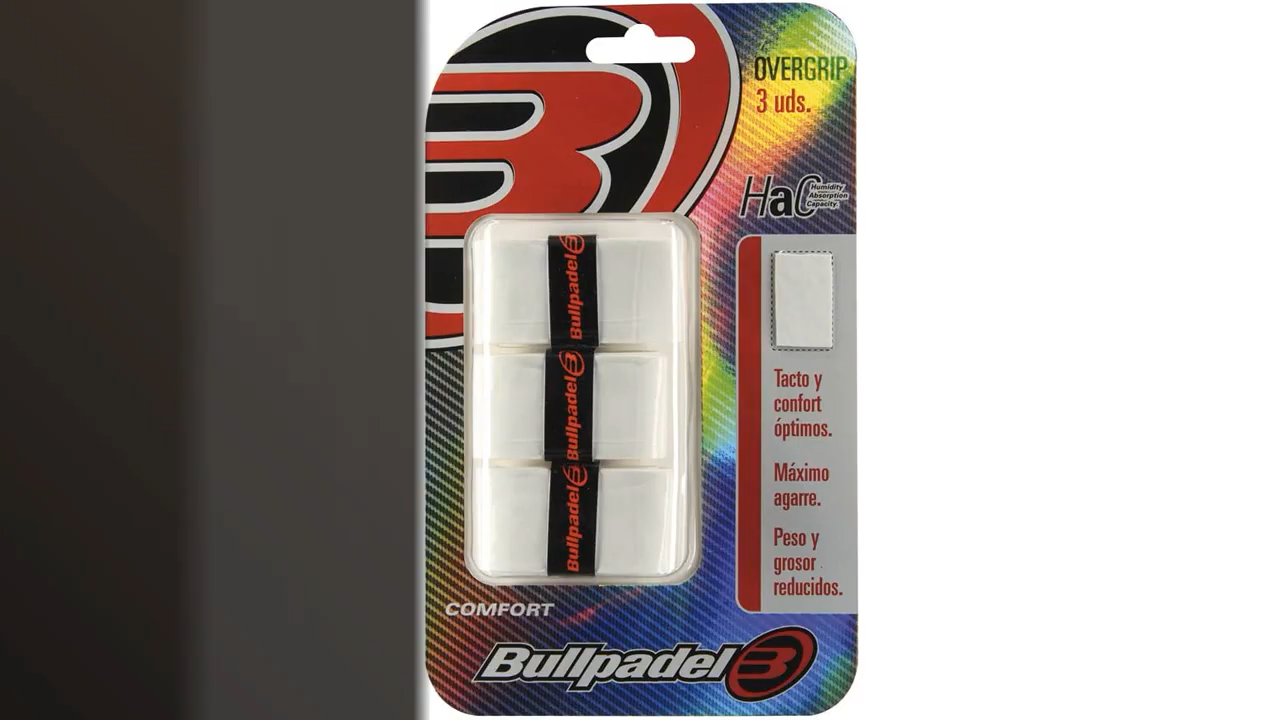 OVERGRIP
3 uds.
HaC
Humidity
Absorption
Capacity.
Bullpadel
Bullpadel
Bullpadel
Tacto y
confort
óptimos.
Máximo
agarre.
Peso y
grosor
reducidos.
COMFORT
Bullpadel